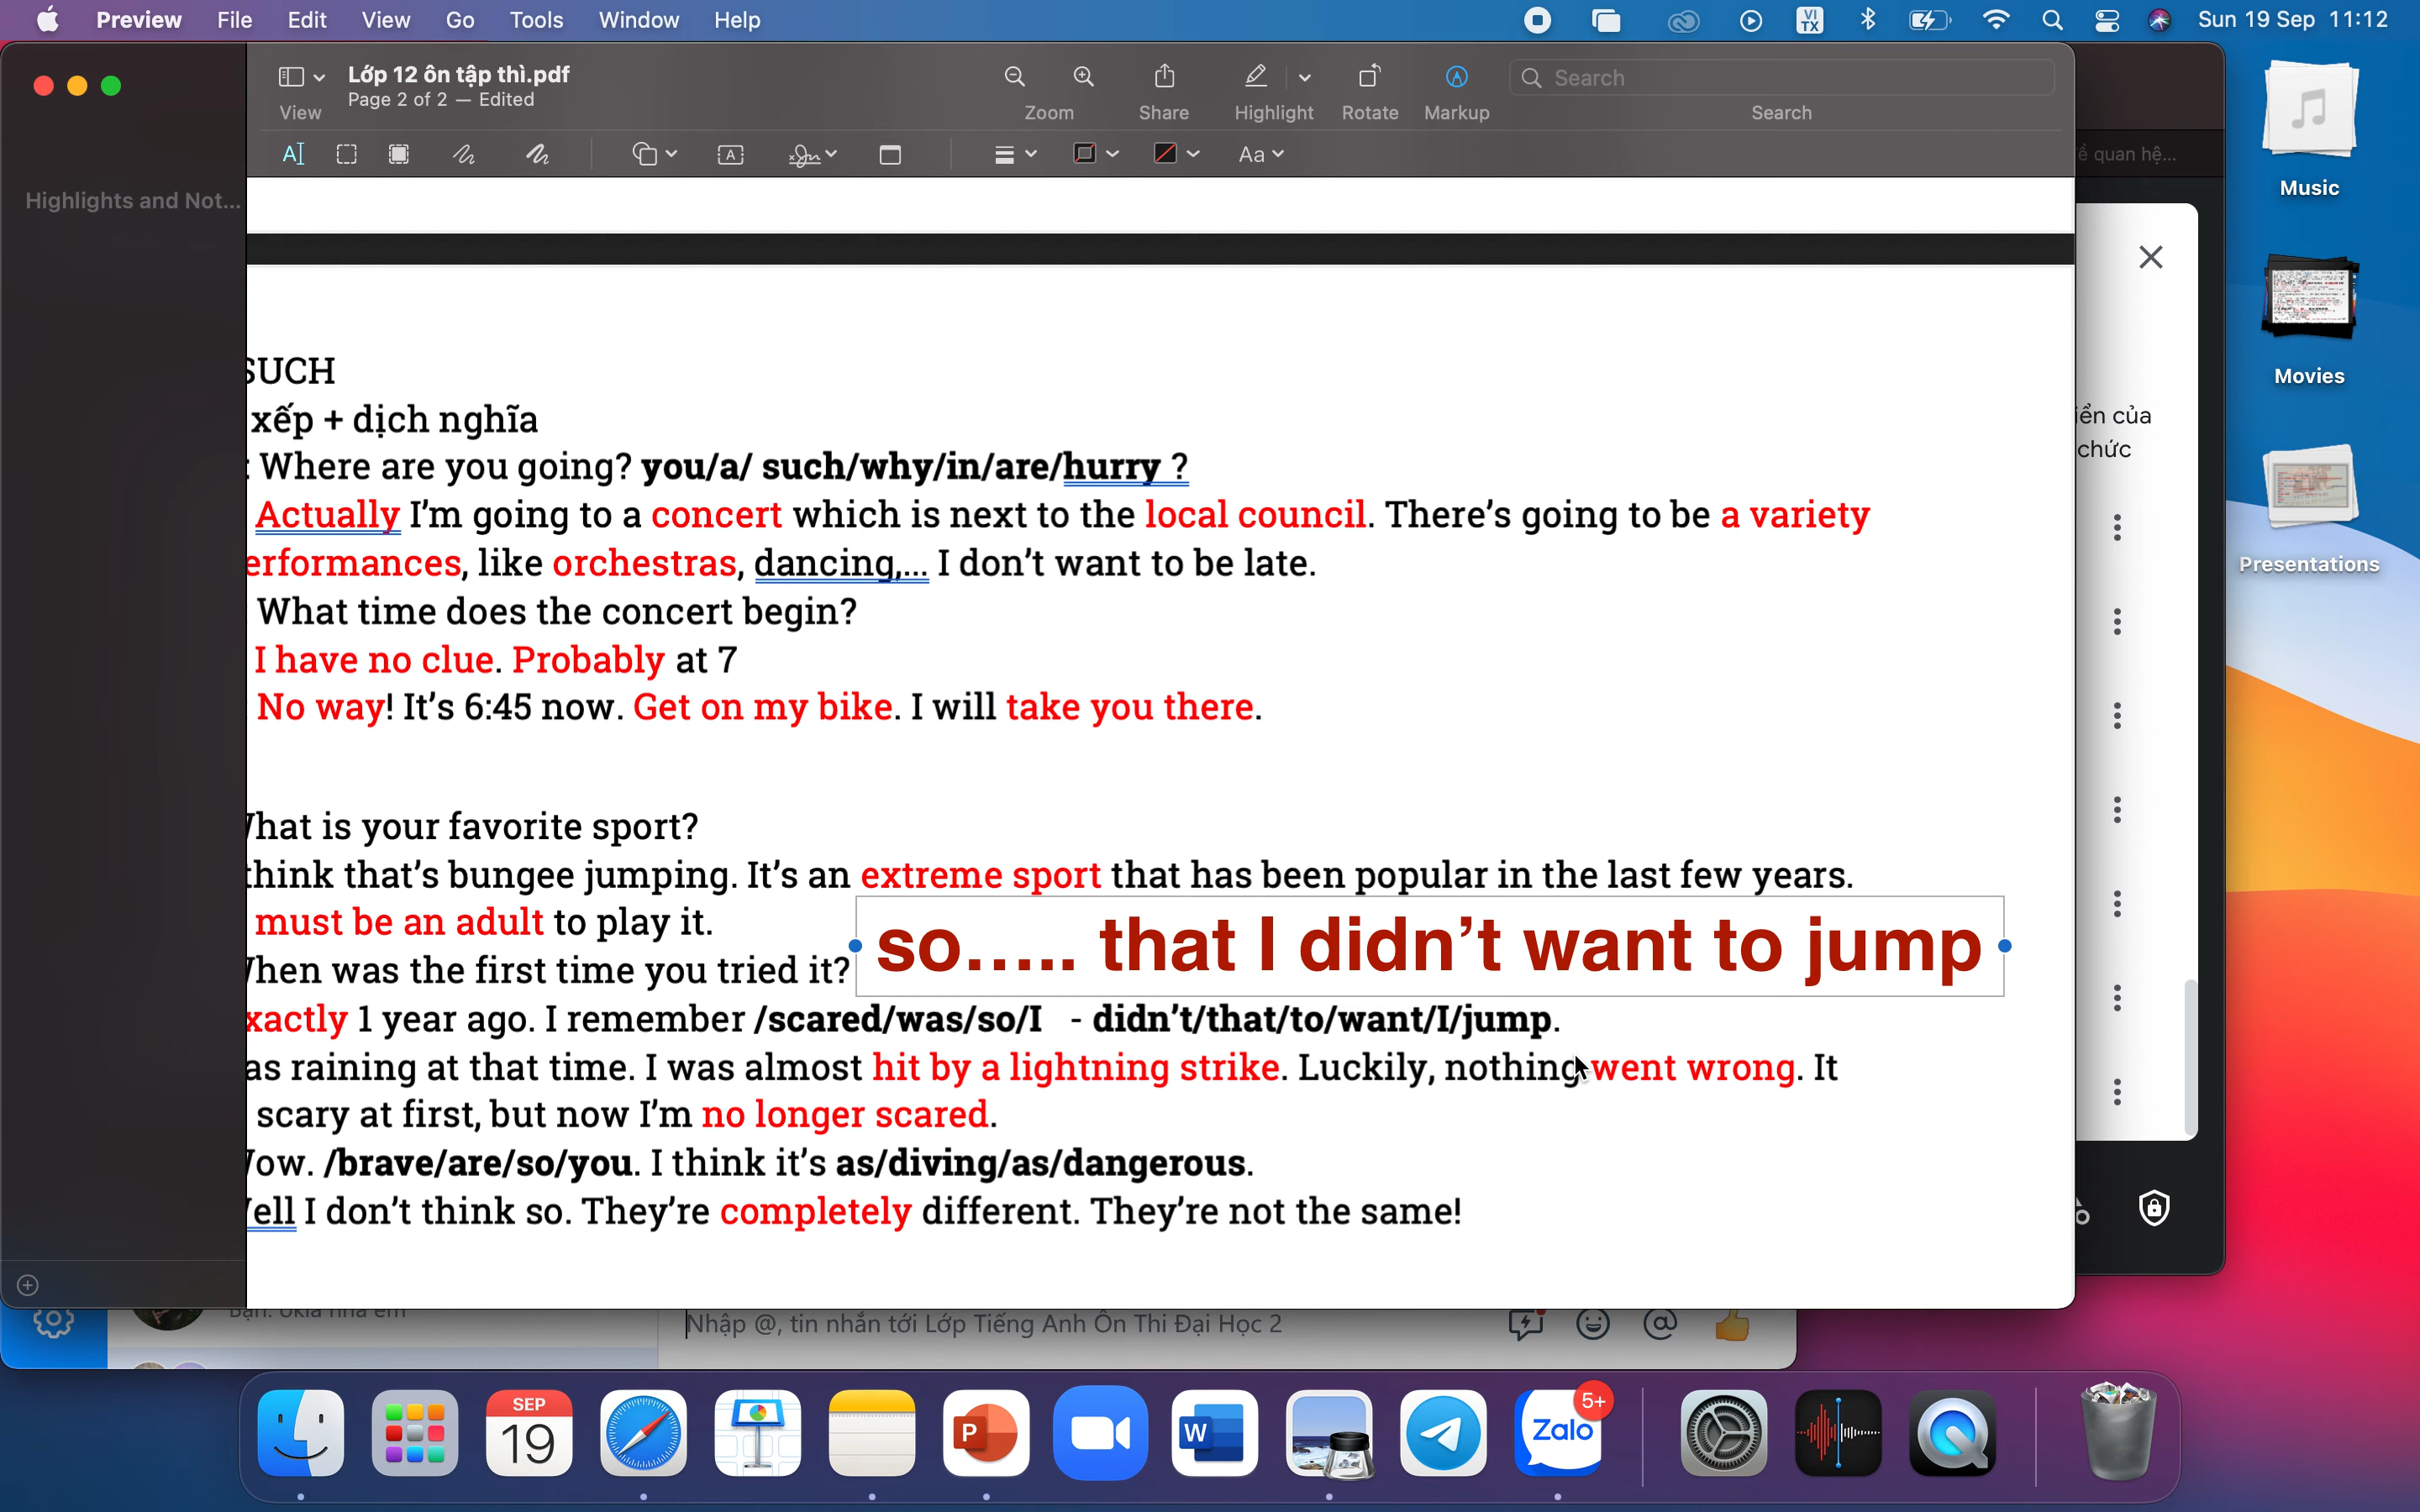 Preview File Edit View Go Tools Window Help Sun 19 Sep 11:12
Lớp 12 ôn tập thì.pdf
Page 2 of 2 — Edited
View Zoom Share Highlight Rotate Markup Search
Search
Aa
Highlights and Not...
quan hệ...
Music
Movies
Presentations
của
chức
SUCH
xếp + dịch nghĩa
: Where are you going? you/a/ such/why/in/are/hurry ?
Actually I’m going to a concert which is next to the local council. There’s going to be a variety
erformances, like orchestras, dancing,... I don’t want to be late.
What time does the concert begin?
I have no clue. Probably at 7
No way! It’s 6:45 now. Get on my bike. I will take you there.
hat is your favorite sport?
think that’s bungee jumping. It’s an extreme sport that has been popular in the last few years.
must be an adult to play it.
hen was the first time you tried it?
so..... that I didn’t want to jump
xactly 1 year ago. I remember /scared/was/so/I - didn’t/that/to/want/I/jump.
as raining at that time. I was almost hit by a lightning strike. Luckily, nothing went wrong. It
scary at first, but now I’m no longer scared.
ow. /brave/are/so/you. I think it’s as/diving/as/dangerous.
ell I don’t think so. They’re completely different. They’re not the same!
Nhập @, tin nhắn tới Lớp Tiếng Anh Ôn Thi Đại Học 2
SEP
19
P
W
Zalo
5+